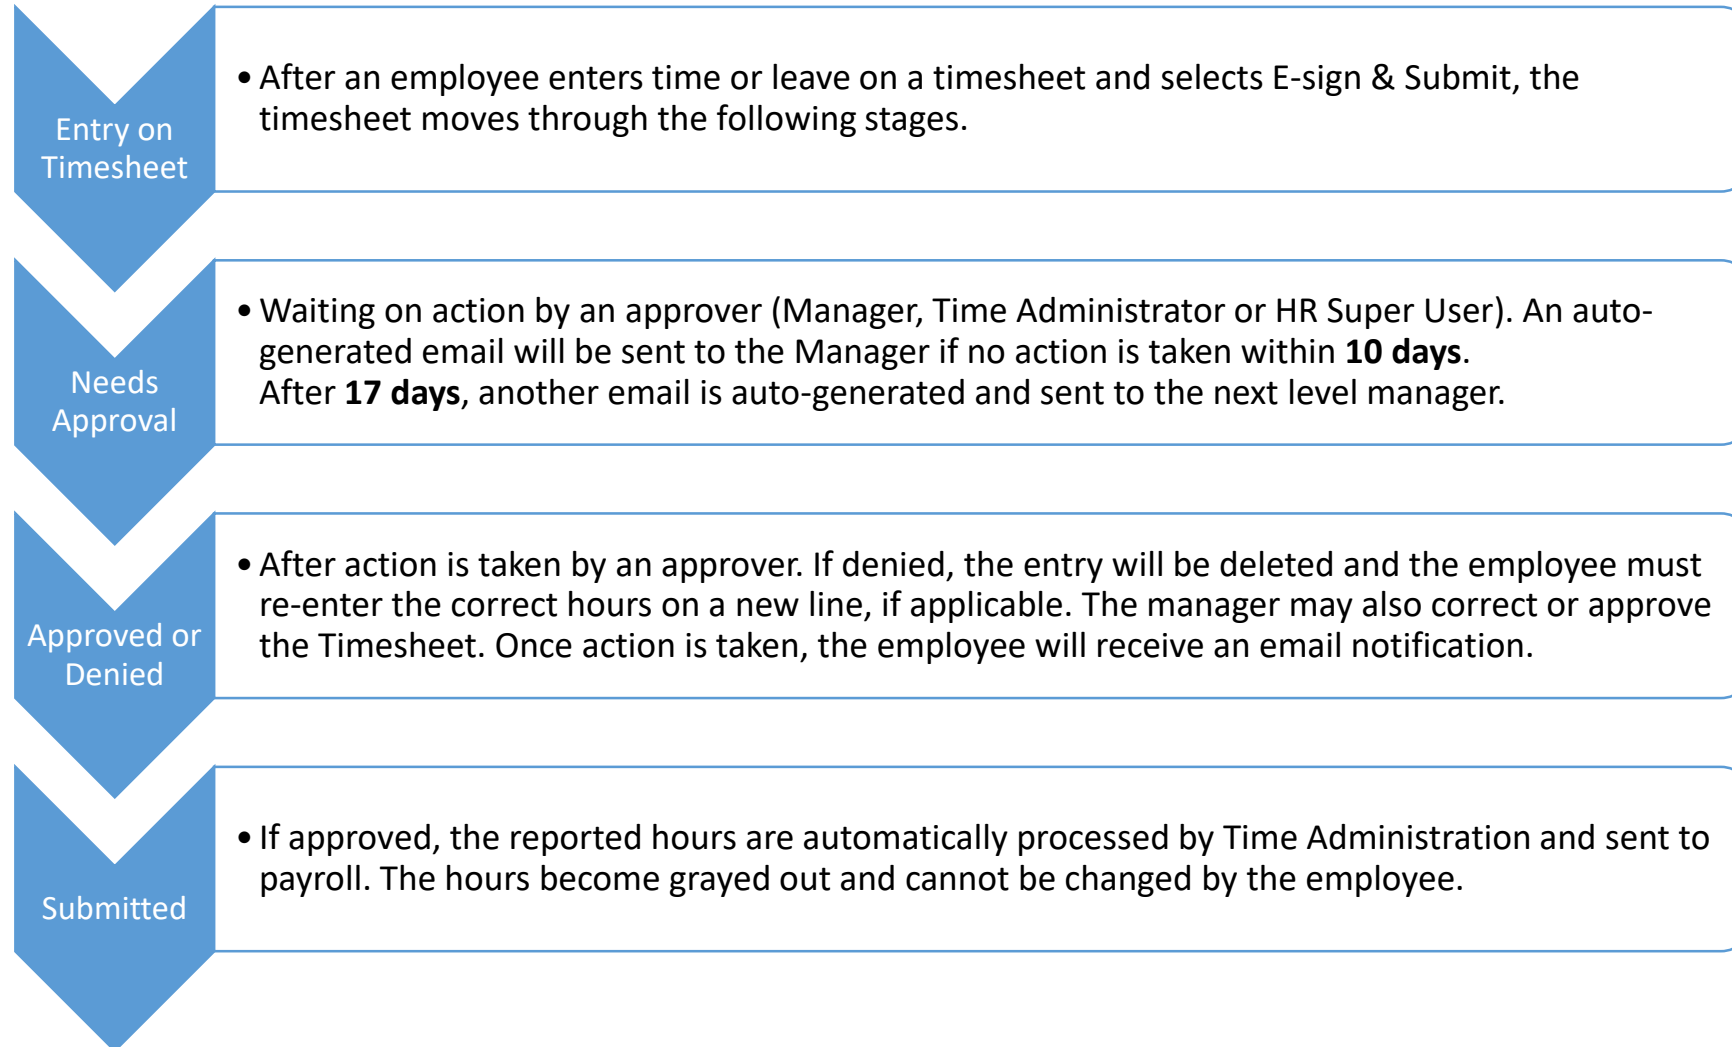 Entry on
Timesheet
• After an employee enters time or leave on a timesheet and selects E-sign & Submit, the
timesheet moves through the following stages.
Needs
Approval
• Waiting on action by an approver (Manager, Time Administrator or HR Super User). An auto-
generated email will be sent to the Manager if no action is taken within 10 days.
After 17 days, another email is auto-generated and sent to the next level manager.
Approved or
Denied
• After action is taken by an approver. If denied, the entry will be deleted and the employee must
re-enter the correct hours on a new line, if applicable. The manager may also correct or approve
the Timesheet. Once action is taken, the employee will receive an email notification.
Submitted
• If approved, the reported hours are automatically processed by Time Administration and sent to
payroll. The hours become grayed out and cannot be changed by the employee.